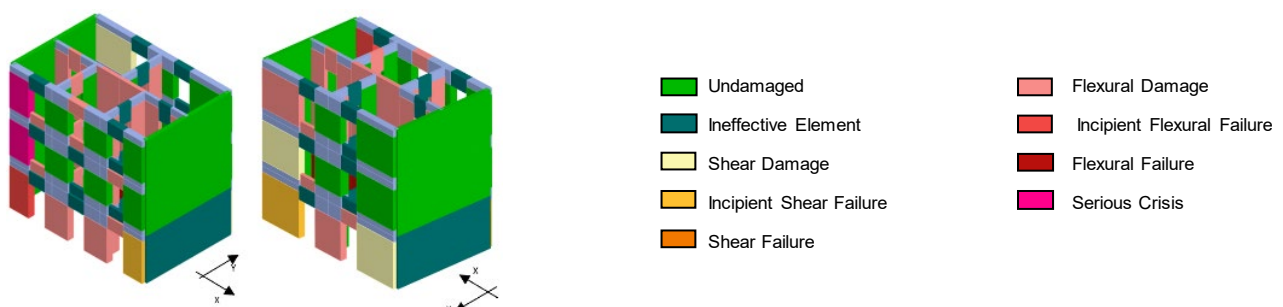 Y
X
X
Undamaged
Ineffective Element
Shear Damage
Incipient Shear Failure
Shear Failure
Flexural Damage
Incipient Flexural Failure
Flexural Failure
Serious Crisis